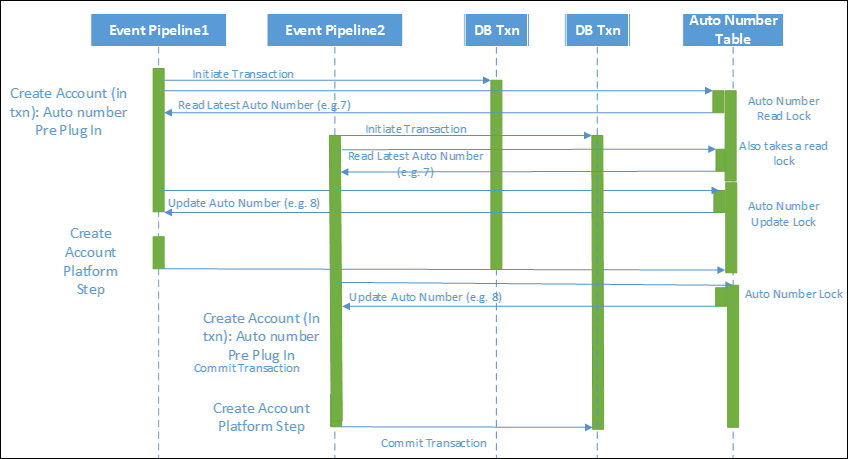 Event Pipeline1
Event Pipeline2
DB Txn
DB Txn
Auto Number
Table
Initiate Transaction
Create Account (in
txn): Auto number
Pre Plug In
Read Latest Auto Number (e.g.7)
Auto Number
Read Lock
Initiate Transaction
Also takes a read
lock
Read Latest Auto Number
(e.g. 7)
Update Auto Number (e.g. 8)
Auto Number
Update Lock
Create
Account
Platform
Step
Update Auto Number (e.g. 8)
Auto Number Lock
Create Account (In
txn): Auto number
Pre Plug In
Commit Transaction
Create Account
Platform Step
Commit Transaction